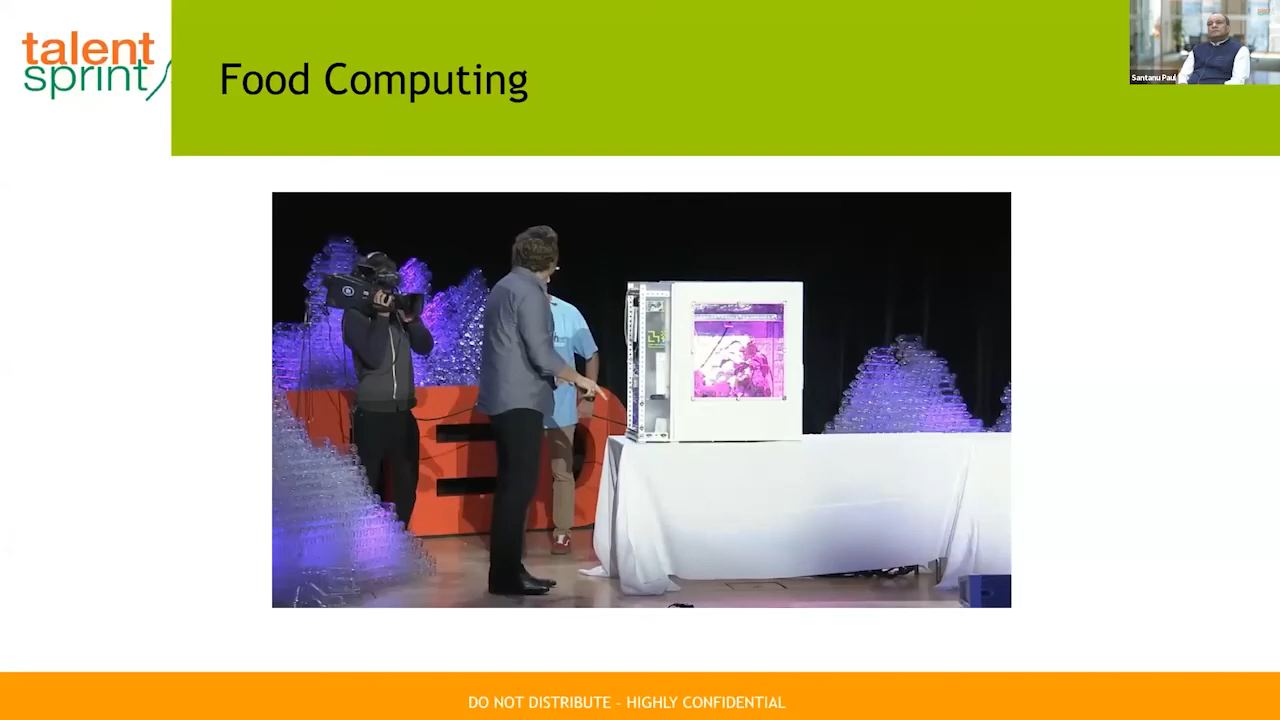 talent
sprint
Food Computing
Santanu Paul
DO NOT DISTRIBUTE - HIGHLY CONFIDENTIAL